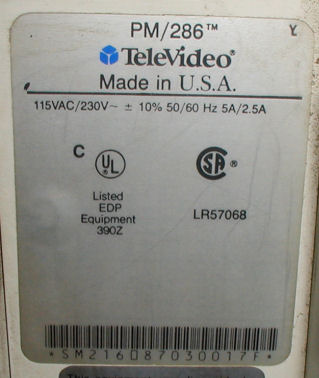 PM/286™
TeleVideo®
Made in U.S.A.
115VAC/230V~ ± 10% 50/60 Hz 5A/2.5A
C UL ® SA ®
Listed
EDP
Equipment
390Z
LR57068
*SM216087030017F*